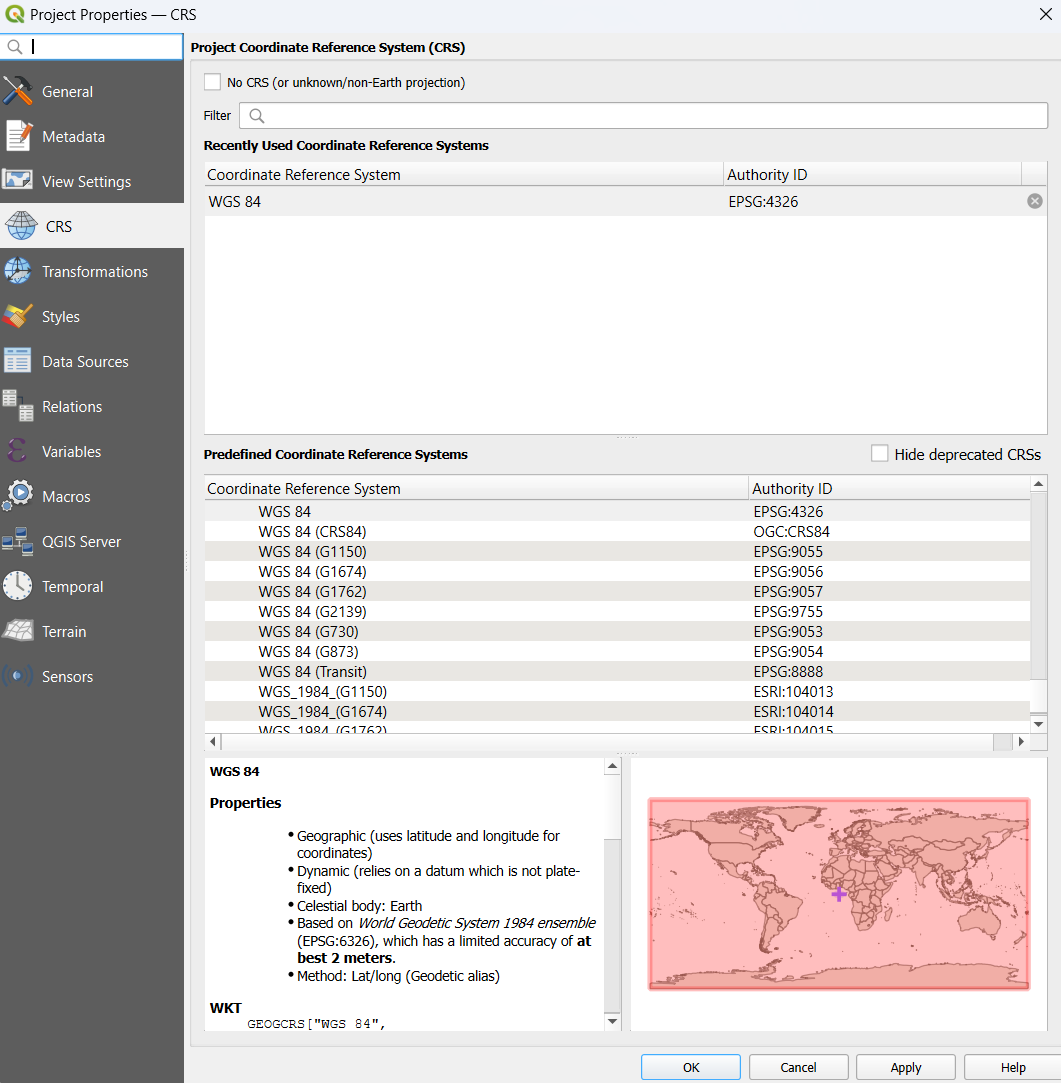 Project Properties — CRS
General
Metadata
View Settings
CRS
Transformations
Styles
Data Sources
Relations
Variables
Macros
QGIS Server
Temporal
Terrain
Sensors
Project Coordinate Reference System (CRS)
No CRS (or unknown/non-Earth projection)
Filter
Recently Used Coordinate Reference Systems
Coordinate Reference System Authority ID
WGS 84 EPSG:4326
Predefined Coordinate Reference Systems Hide deprecated CRSs
Coordinate Reference System Authority ID
WGS 84 EPSG:4326
WGS 84 (CRS84) OGC:CRS84
WGS 84 (G1150) EPSG:9055
WGS 84 (G1674) EPSG:9056
WGS 84 (G1762) EPSG:9057
WGS 84 (G2139) EPSG:9755
WGS 84 (G730) EPSG:9053
WGS 84 (G873) EPSG:9054
WGS 84 (Transit) EPSG:8888
WGS_1984_(G1150) ESRI:104013
WGS_1984_(G1674) ESRI:104014
WGS_1984_(G1762) ESRI:104015
WGS 84
Properties
• Geographic (uses latitude and longitude for
coordinates)
• Dynamic (relies on a datum which is not plate-
fixed)
• Celestial body: Earth
• Based on World Geodetic System 1984 ensemble
(EPSG:6326), which has a limited accuracy of at
best 2 meters.
• Method: Lat/long (Geodetic alias)
WKT
GEOGCRS["WGS 84",
OK Cancel Apply Help